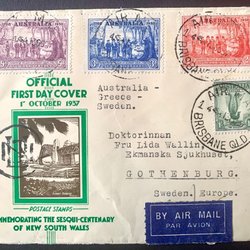 AUSTRALIA AUSTRALIA AUSTRALIA
OFFICIAL
FIRST DAY COVER
1ST OCTOBER 1937
POSTAGE STAMPS
COMMEMORATING THE SESQUI-CENTENARY
OF NEW SOUTH WALES
Australia -
Greece -
Sweden.
Doktorinnan
Fru Lida Wallin,
Ekmanska Sjukhuset,
GOTHENBURG.
Sweden. Europe.
AIR
BRISBANE
BY AIR MAIL
PAR AVION